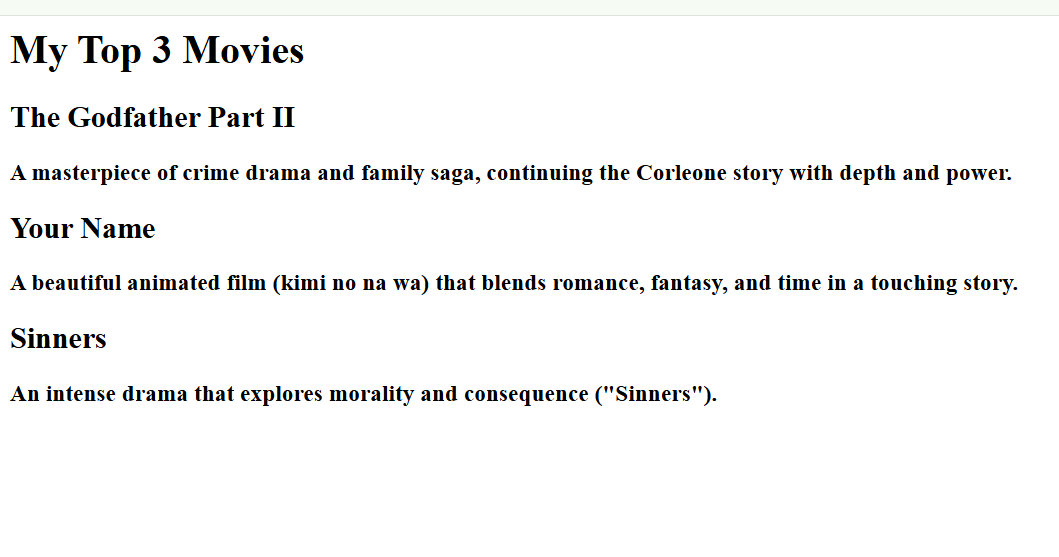 My Top 3 Movies
The Godfather Part II
A masterpiece of crime drama and family saga, continuing the Corleone story with depth and power.
Your Name
A beautiful animated film (kimi no na wa) that blends romance, fantasy, and time in a touching story.
Sinners
An intense drama that explores morality and consequence ("Sinners").